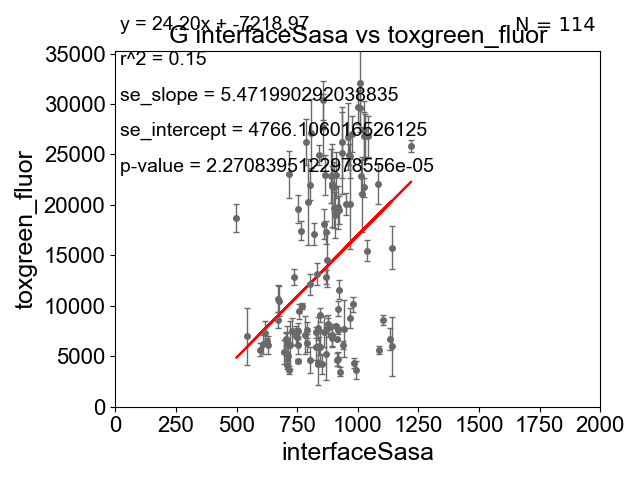 y = 24.20x + -7218.97
N = 114
G interfaceSasa vs toxgreen_fluor
r^2 = 0.15
se_slope = 5.471990292038835
se_intercept = 4766.106016526125
p-value = 2.2708395122978556e-05
35000
30000
25000
20000
15000
10000
5000
0
toxgreen_fluor
0 250 500 750 1000 1250 1500 1750 2000
interfaceSasa